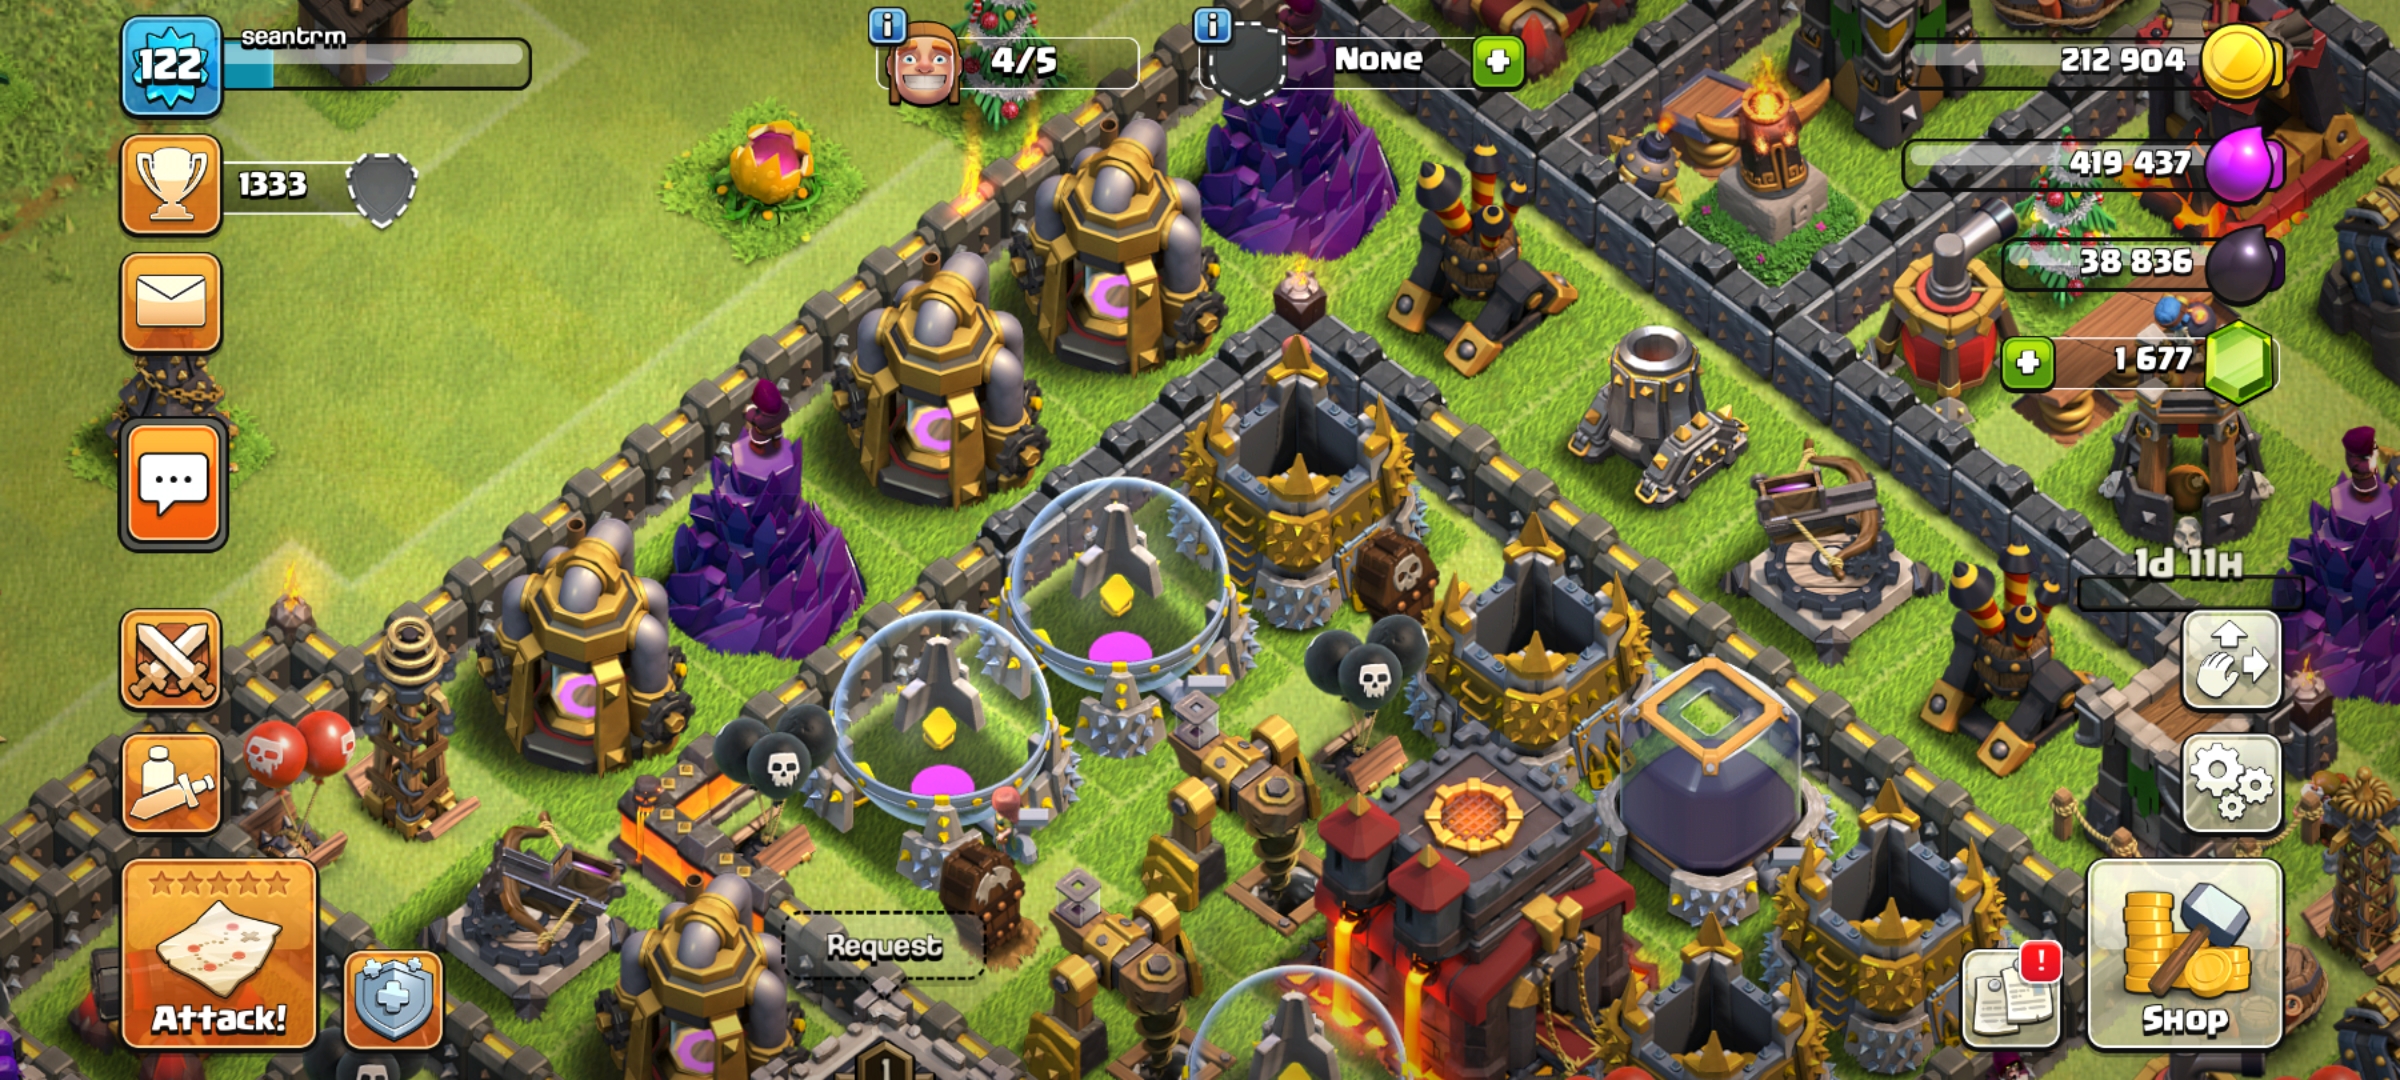 122
seantrm
4/5
None
212 904
1333
419 437
38 836
1 677
1d 11H
Request
Attack!
1
!
Shop